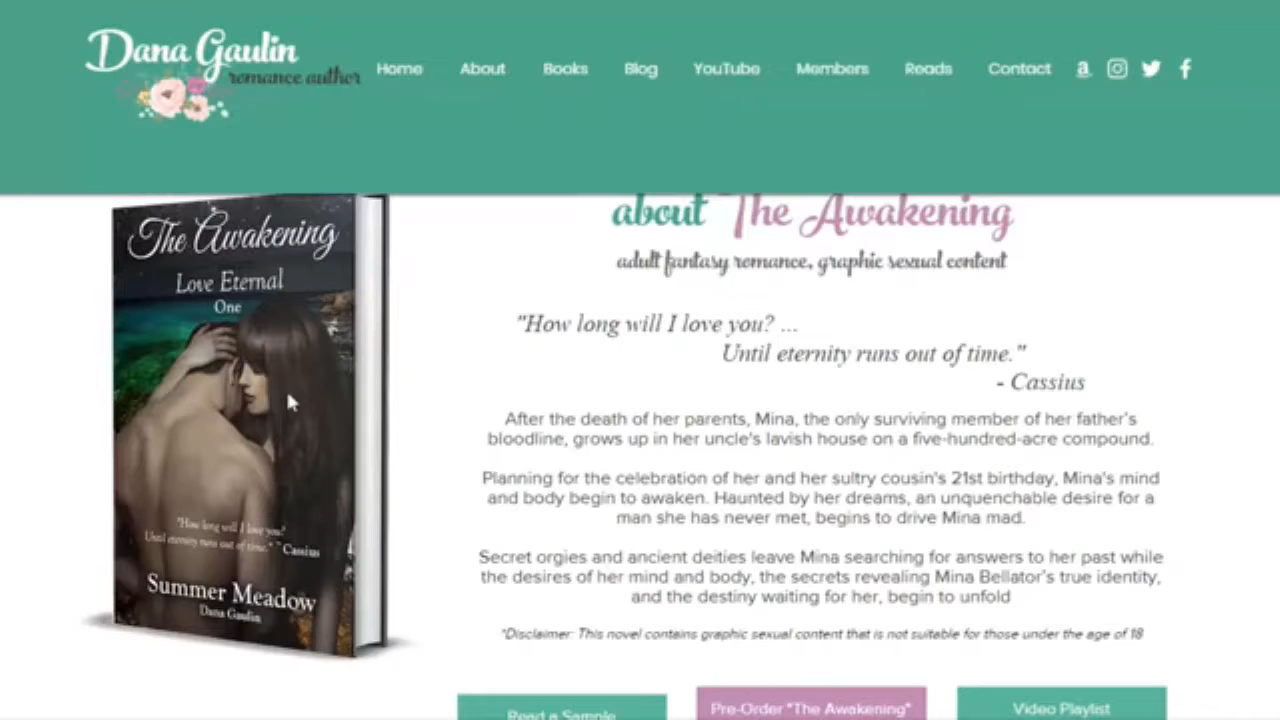 Dana Gaulin
romance author
Home About Books Blog YouTube Members Reads Contact
The Awakening
Love Eternal
One
"How long will I love you?
Until eternity runs out of time." ~ Cassius
Summer Meadow
Dana Gaulin
about The Awakening
adult fantasy romance, graphic sexual content
"How long will I love you? ...
Until eternity runs out of time."
- Cassius
After the death of her parents, Mina, the only surviving member of her father's
bloodline, grows up in her uncle's lavish house on a five-hundred-acre compound.
Planning for the celebration of her and her sultry cousin's 21st birthday, Mina's mind
and body begin to awaken. Haunted by her dreams, an unquenchable desire for a
man she has never met, begins to drive Mina mad.
Secret orgies and ancient deities leave Mina searching for answers to her past while
the desires of her mind and body, the secrets revealing Mina Bellator's true identity,
and the destiny waiting for her, begin to unfold
*Disclaimer: This novel contains graphic sexual content that is not suitable for those under the age of 18
Read a Sample
Pre-Order "The Awakening"
Video Playlist